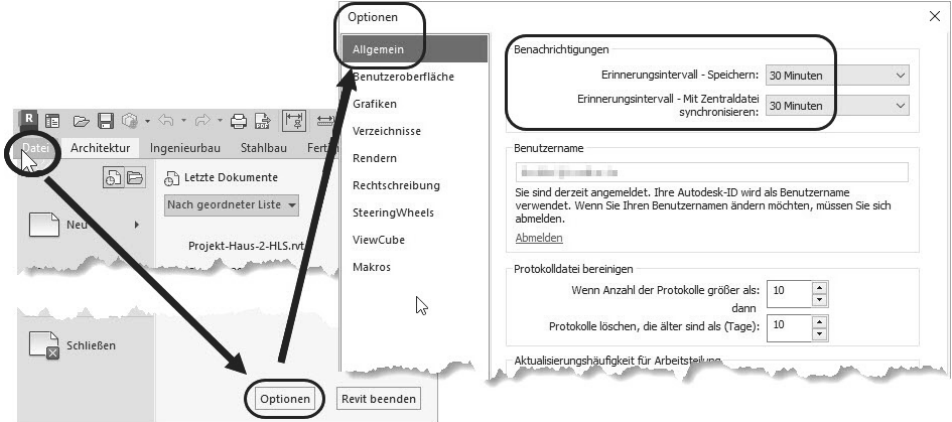 R
Datei Architektur Ingenieurbau Stahlbau
Letzte Dokumente
Nach geordneter Liste
Neu
Projekt-Haus-2-HLS.rvt
Schließen
Optionen Revit beenden
Optionen
Allgemein
Benutzeroberfläche
Grafiken
Verzeichnisse
Rendern
Rechtschreibung
SteeringWheels
ViewCube
Makros
Benachrichtigungen
Erinnerungsintervall - Speichern: 30 Minuten
Erinnerungsintervall - Mit Zentraldatei
synchronisieren: 30 Minuten
Benutzername
Sie sind derzeit angemeldet. Ihre Autodesk-ID wird als Benutzername
verwendet. Wenn Sie Ihren Benutzernamen ändern möchten, müssen Sie sich
abmelden.
Abmelden
Protokolldatei bereinigen
Wenn Anzahl der Protokolle größer als: 10
dann
Protokolle löschen, die älter sind als (Tage): 10
Aktualisierungshäufigkeit für Arbeitsteilung